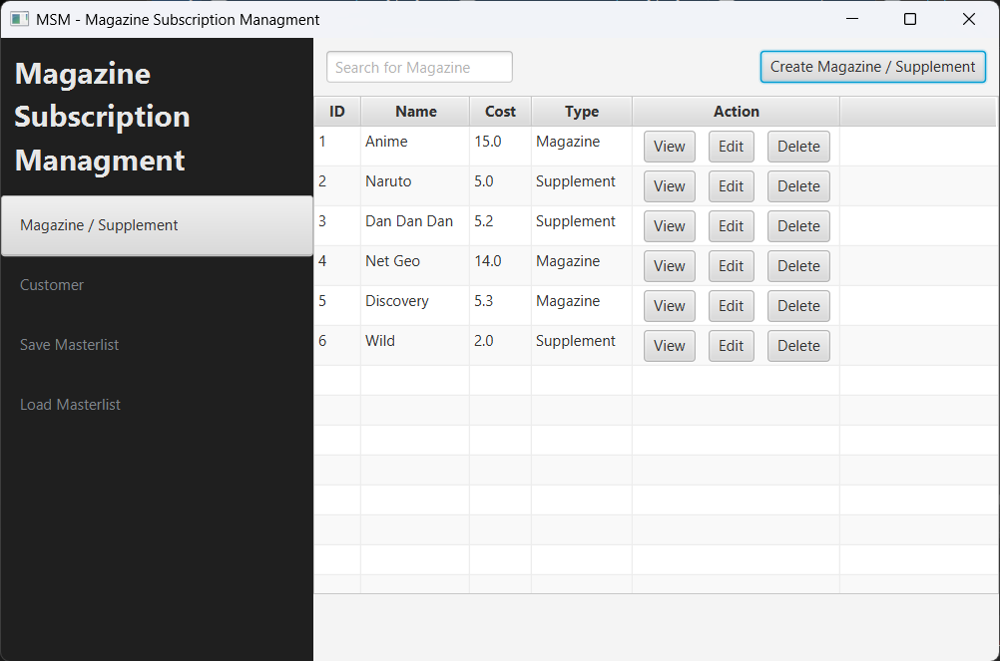 MSM - Magazine Subscription Managment
Magazine
Subscription
Managment
Magazine / Supplement
Customer
Save Masterlist
Load Masterlist
Search for Magazine
Create Magazine / Supplement
ID Name Cost Type Action
1 Anime 15.0 Magazine View Edit Delete
2 Naruto 5.0 Supplement View Edit Delete
3 Dan Dan Dan 5.2 Supplement View Edit Delete
4 Net Geo 14.0 Magazine View Edit Delete
5 Discovery 5.3 Magazine View Edit Delete
6 Wild 2.0 Supplement View Edit Delete